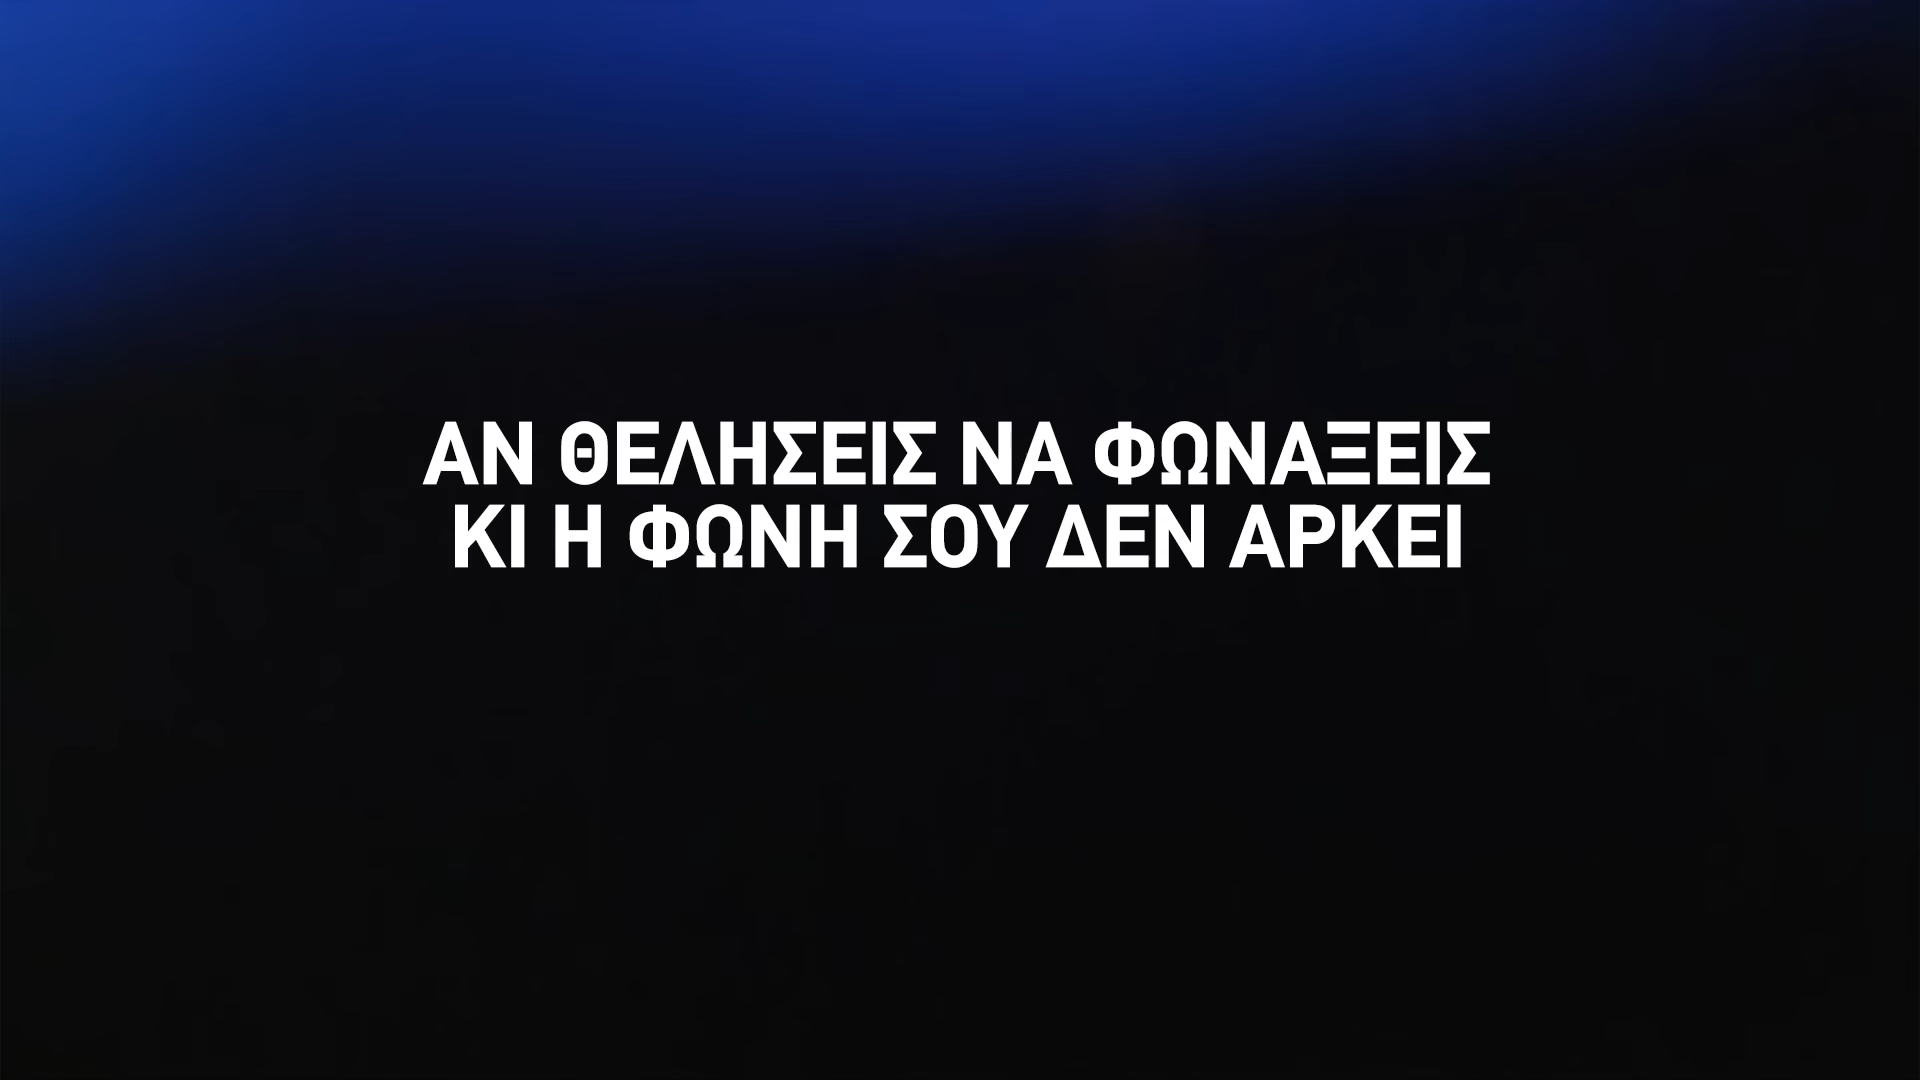 ΑΝ ΘΕΛΗΣΕΙΣ ΝΑ ΦΩΝΑΞΕΙΣ
ΚΙ Η ΦΩΝΗ ΣΟΥ ΔΕΝ ΑΡΚΕΙ